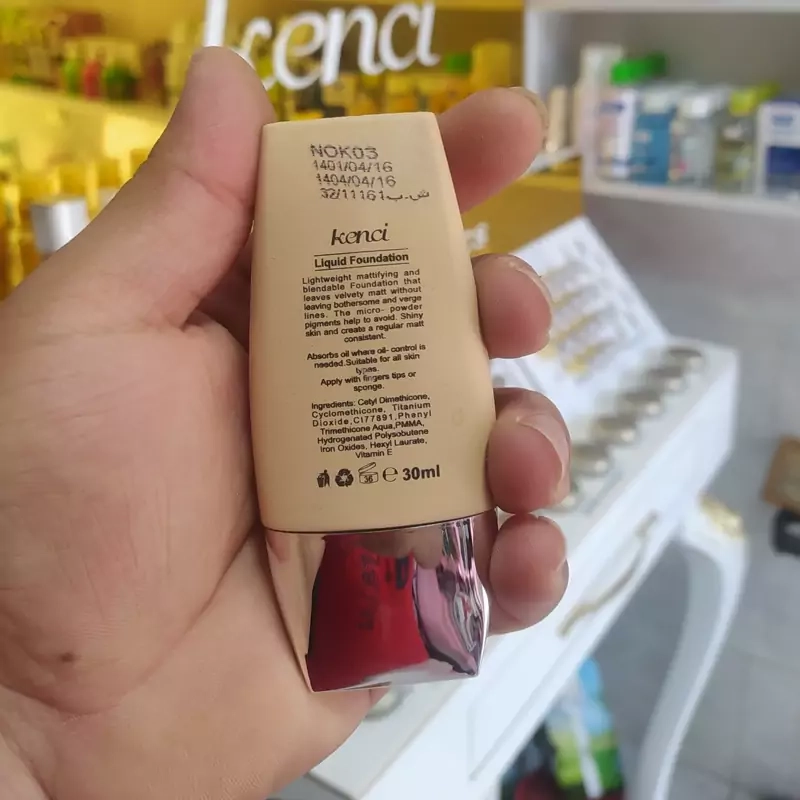 kenci
NOK03
1401/04/16
1404/04/16
32/11161ش.ب
kenci
Liquid Foundation
Lightweight mattifying and
blendable Foundation that
leaves velvety matt without
leaving bothersome and verge
lines. The micro- powder
pigments help to avoid. Shiny
skin and create a regular matt
consistent.
Absorbs oil where oil- control is
needed.Suitable for all skin
types.
Apply with fingers tips or
sponge.
Ingredients: Cetyl Dimethicone,
Cyclomethicone, Titanium
Dioxide,CI77891,Phenyl
Trimethicone Aqua,PMMA,
Hydrogenated Polysobutene
Iron Oxides, Hexyl Laurate,
Vitamin E
36 e 30ml